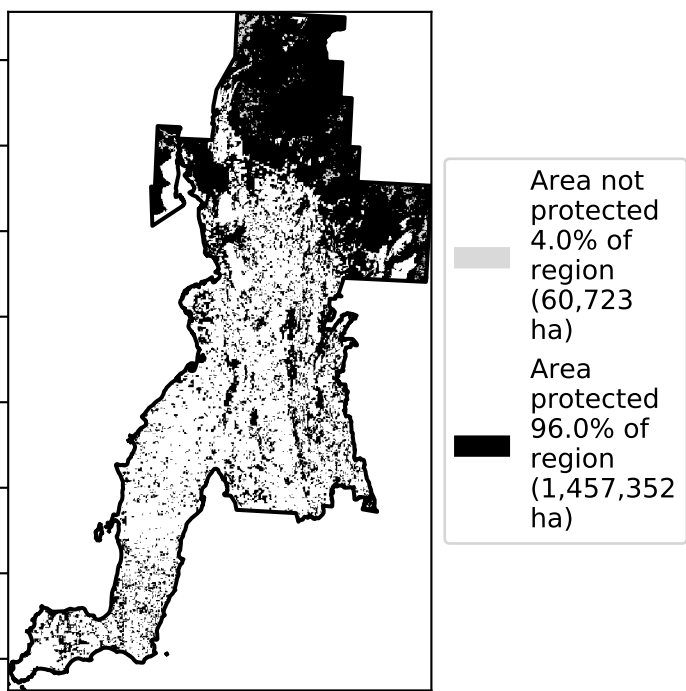 Area not
protected
4.0% of
region
(60,723
ha)
Area
protected
96.0% of
region
(1,457,352
ha)